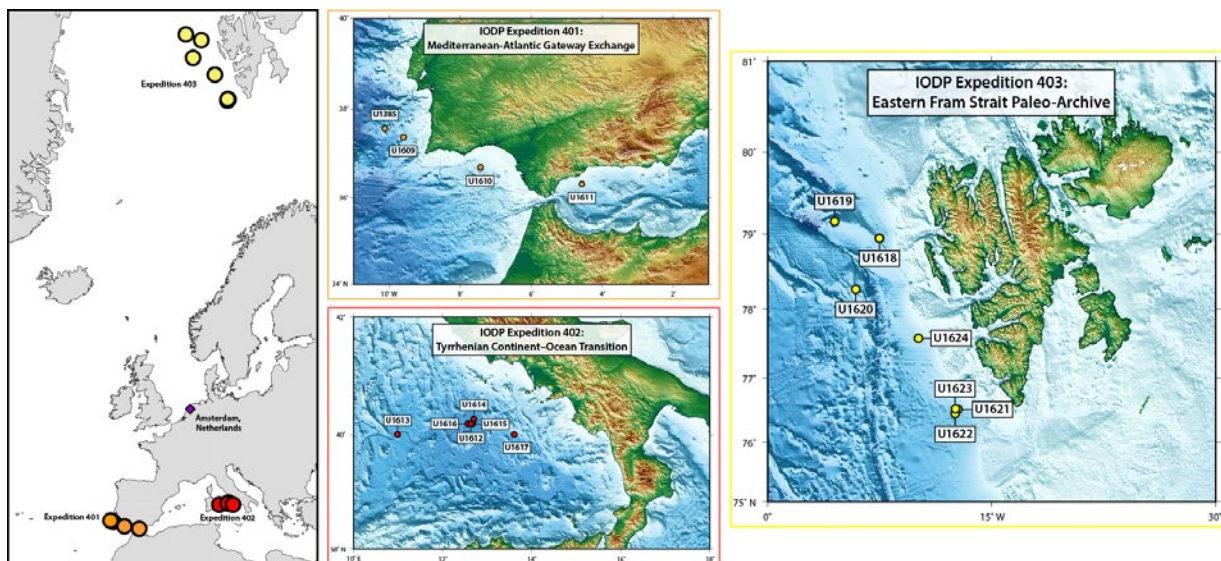 Expedition 403
Amsterdam,
Netherlands
Expedition 401
Expedition 402
IODP Expedition 401:
Mediterranean-Atlantic Gateway Exchange
40°
38°
36°
34° N
10° W
8°
6°
4°
2°
U1385
U1609
U1610
U1611
IODP Expedition 402:
Tyrrhenian Continent–Ocean Transition
42°
40°
38° N
10° E
12°
14°
16°
18°
U1613
U1614
U1616
U1615
U1612
U1617
IODP Expedition 403:
Eastern Fram Strait Paleo-Archive
81°
80°
79°
78°
77°
76°
75° N
0°
15°W
30°
U1619
U1618
U1620
U1624
U1623
U1621
U1622